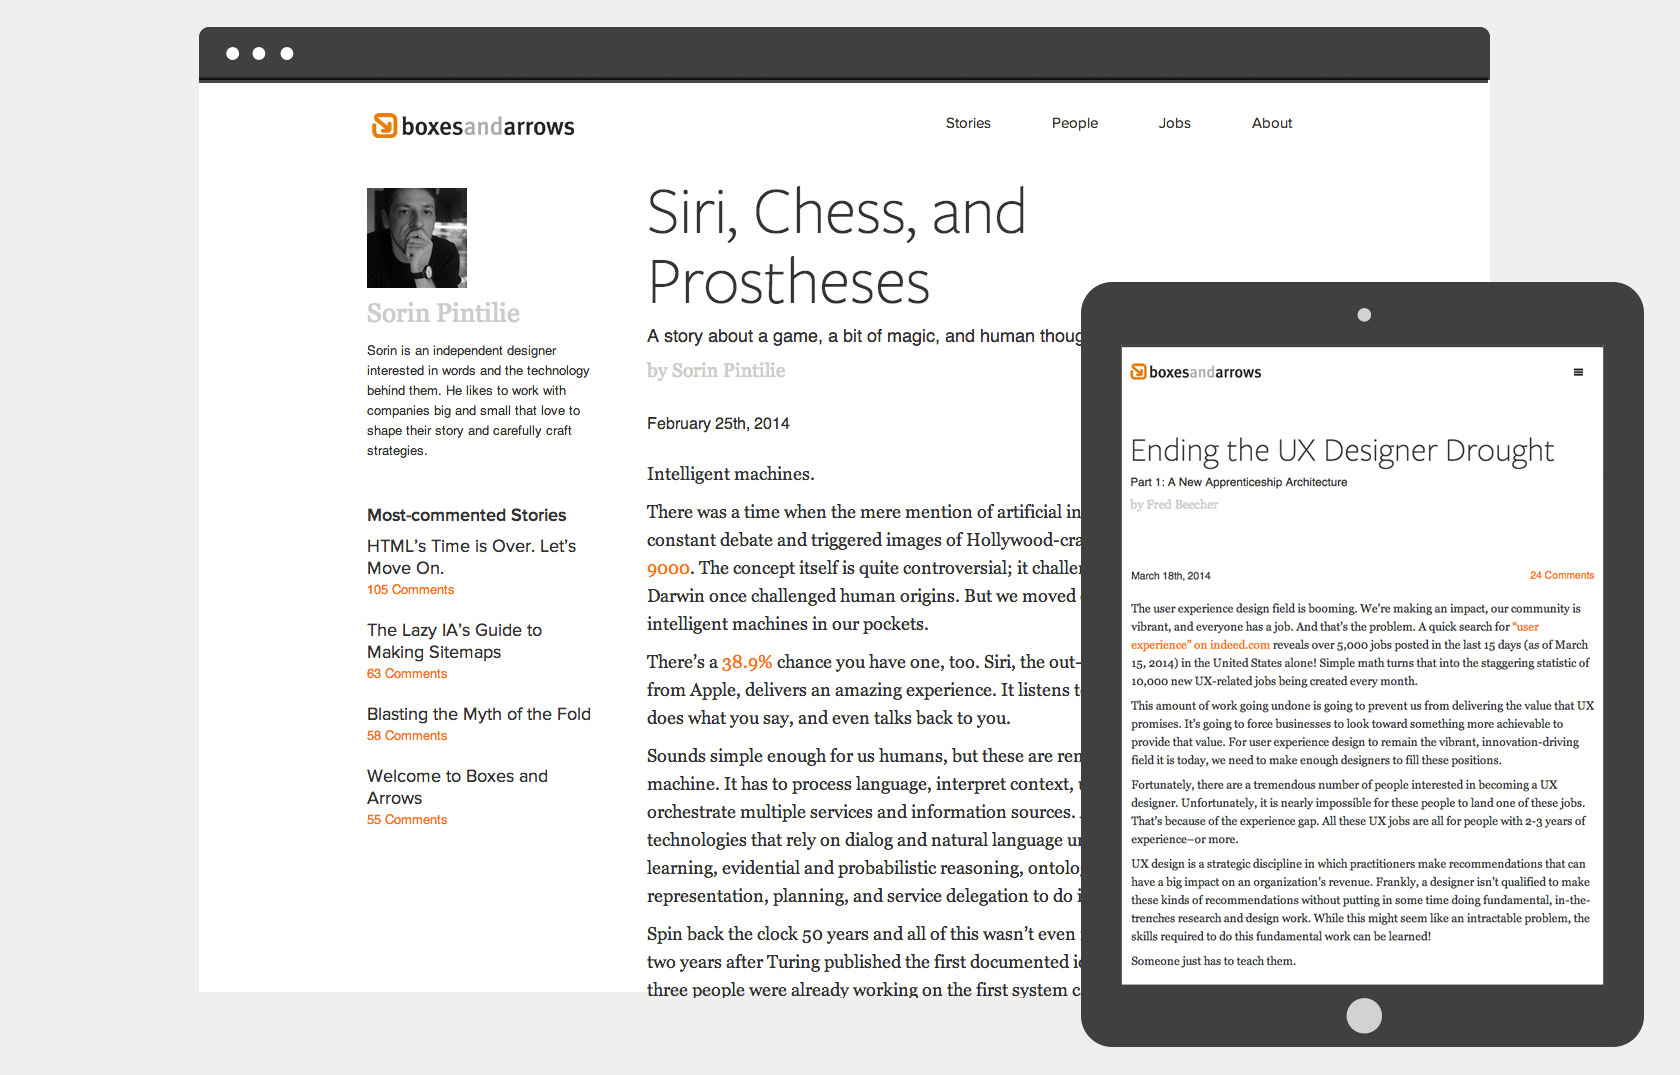 boxesandarrows
Stories People Jobs About
Sorin Pintilie
Sorin is an independent designer
interested in words and the technology
behind them. He likes to work with
companies big and small that love to
shape their story and carefully craft
strategies.
Most-commented Stories
HTML’s Time is Over. Let’s
Move On.
105 Comments
The Lazy IA’s Guide to
Making Sitemaps
63 Comments
Blasting the Myth of the Fold
58 Comments
Welcome to Boxes and
Arrows
55 Comments
Siri, Chess, and
Prostheses
A story about a game, a bit of magic, and human thoug
by Sorin Pintilie
February 25th, 2014
Intelligent machines.
There was a time when the mere mention of artificial in
constant debate and triggered images of Hollywood-cra
9000. The concept itself is quite controversial; it challen
Darwin once challenged human origins. But we moved
intelligent machines in our pockets.
There’s a 38.9% chance you have one, too. Siri, the out-
from Apple, delivers an amazing experience. It listens t
does what you say, and even talks back to you.
Sounds simple enough for us humans, but these are rem
machine. It has to process language, interpret context,
orchestrate multiple services and information sources.
technologies that rely on dialog and natural language un
learning, evidential and probabilistic reasoning, ontolo
representation, planning, and service delegation to do i
Spin back the clock 50 years and all of this wasn’t even
two years after Turing published the first documented i
three people were already working on the first system c
boxesandarrows
Ending the UX Designer Drought
Part 1: A New Apprenticeship Architecture
by Fred Beecher
March 18th, 2014 24 Comments
The user experience design field is booming. We’re making an impact, our community is
vibrant, and everyone has a job. And that’s the problem. A quick search for “user
experience” on indeed.com reveals over 5,000 jobs posted in the last 15 days (as of March
15, 2014) in the United States alone! Simple math turns that into the staggering statistic of
10,000 new UX-related jobs being created every month.
This amount of work going undone is going to prevent us from delivering the value that UX
promises. It’s going to force businesses to look toward something more achievable to
provide that value. For user experience design to remain the vibrant, innovation-driving
field it is today, we need to make enough designers to fill these positions.
Fortunately, there are a tremendous number of people interested in becoming a UX
designer. Unfortunately, it is nearly impossible for these people to land one of these jobs.
That’s because of the experience gap. All these UX jobs are all for people with 2-3 years of
experience–or more.
UX design is a strategic discipline in which practitioners make recommendations that can
have a big impact on an organization’s revenue. Frankly, a designer isn’t qualified to make
these kinds of recommendations without putting in some time doing fundamental, in-the-
trenches research and design work. While this might seem like an intractable problem, the
skills required to do this fundamental work can be learned!
Someone just has to teach them.